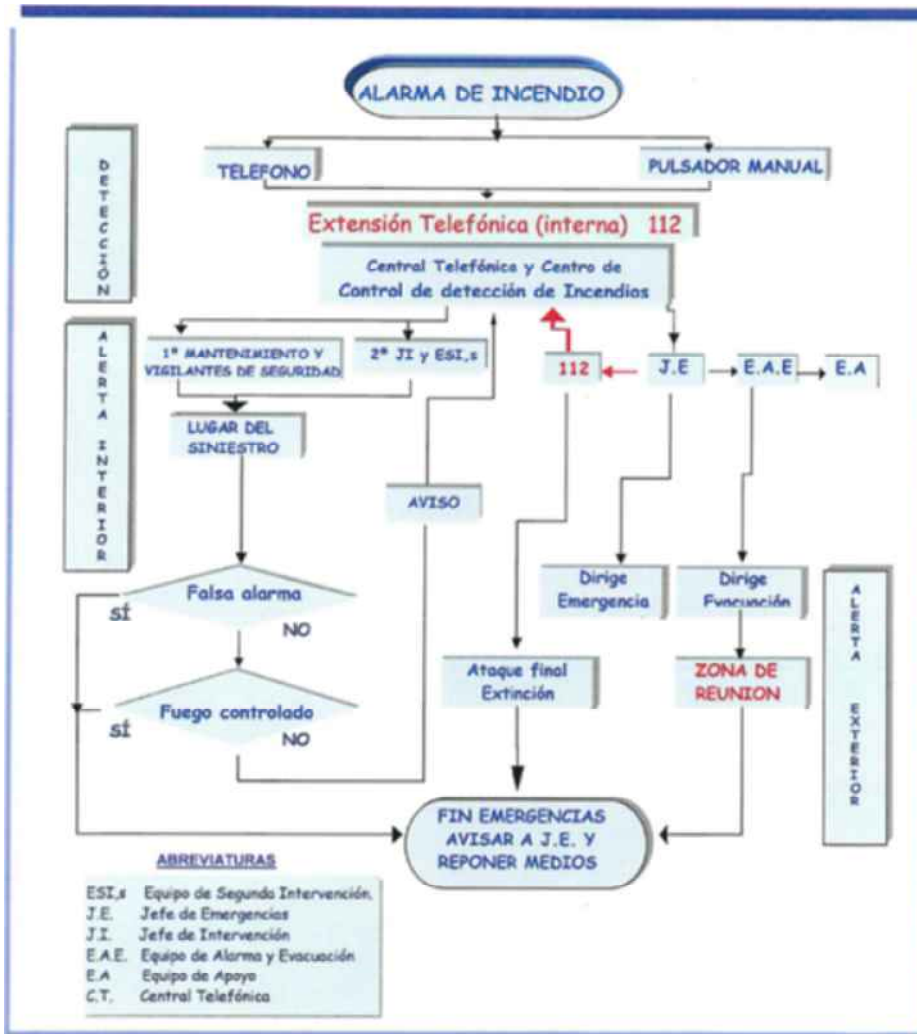 ALARMA DE INCENDIO
DETECCIÓN
TELEFONO
PULSADOR MANUAL
Extensión Telefónica (interna) 112
Central Telefónica y Centro de
Control de detección de Incendios
ALERTA INTERIOR
1º MANTENIMIENTO Y
VIGILANTES DE SEGURIDAD
2º JI y ESI,s
112
J.E
E.A.E
E.A
LUGAR DEL
SINIESTRO
AVISO
Falsa alarma
SÍ
NO
Dirige
Emergencia
Dirige
Evacuación
ALERTA EXTERIOR
Fuego controlado
SÍ
NO
Ataque final
Extinción
ZONA DE
REUNION
FIN EMERGENCIAS
AVISAR A J.E. Y
REPONER MEDIOS
ABREVIATURAS
ESI,s Equipo de Segunda Intervención.
J.E. Jefe de Emergencias
J.I. Jefe de Intervención
E.A.E. Equipo de Alarma y Evacuación
E.A Equipo de Apoyo
C.T. Central Telefónica